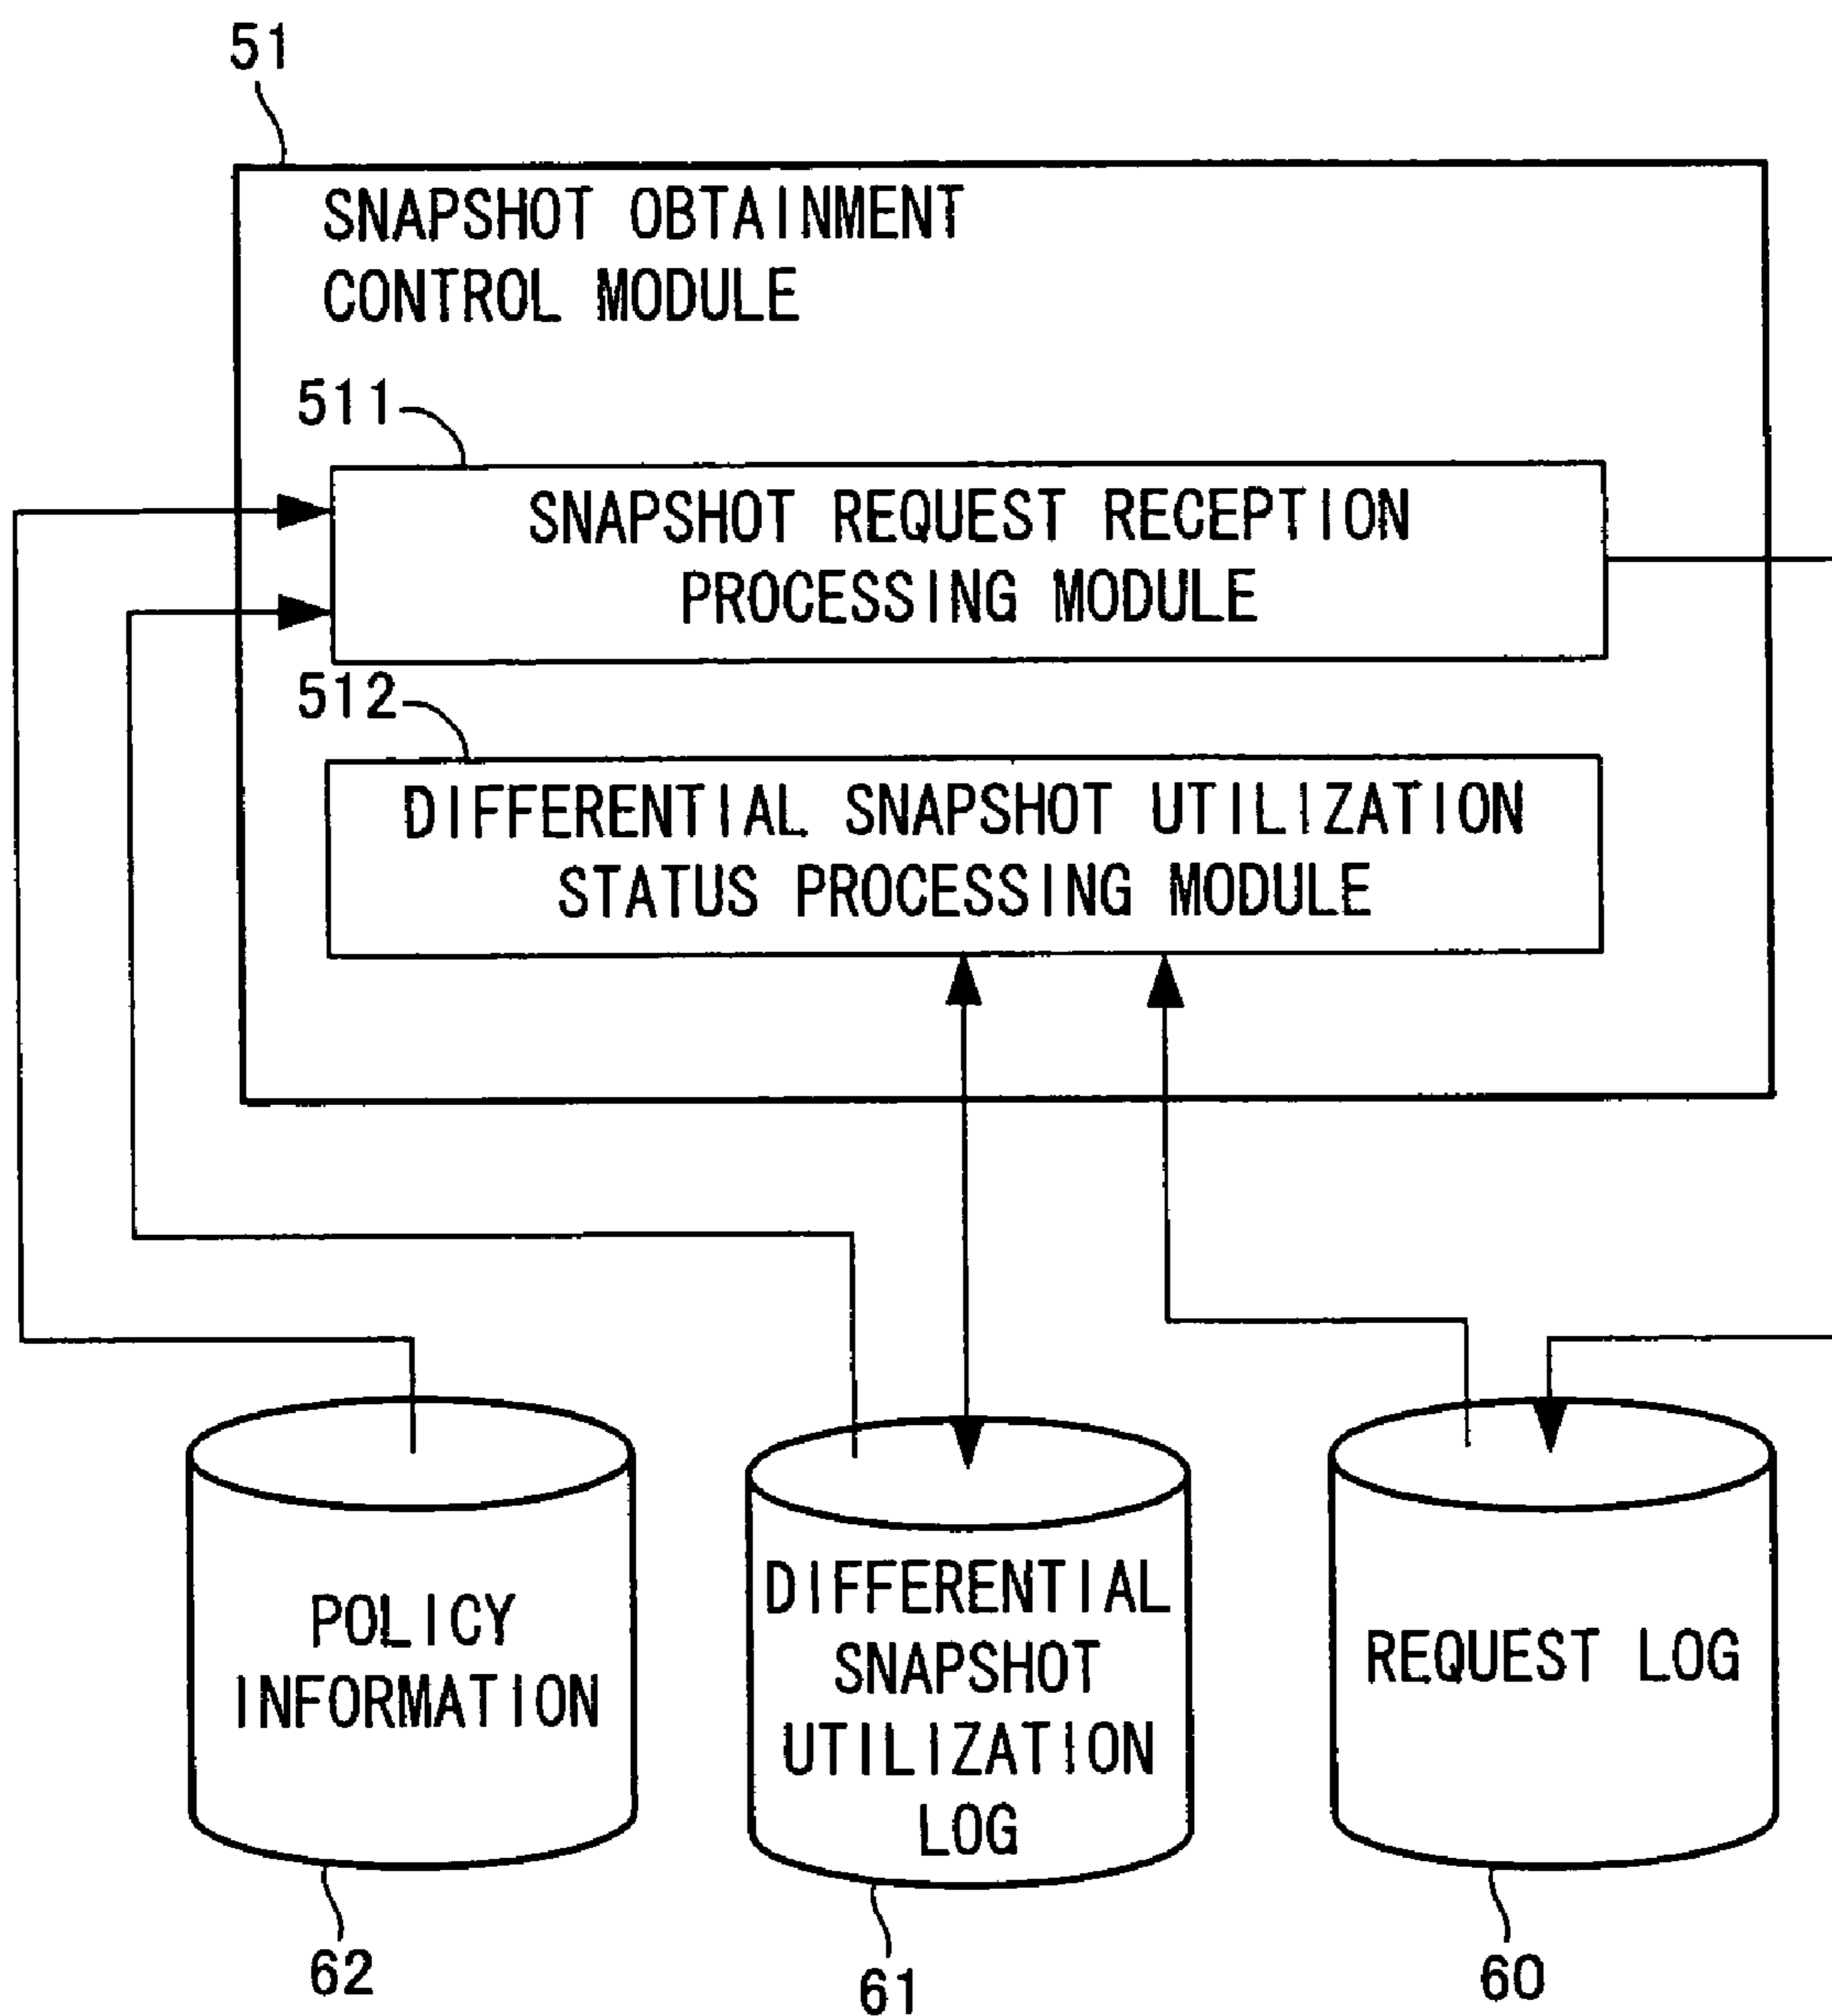 51
SNAPSHOT OBTAINMENT
CONTROL MODULE
511
SNAPSHOT REQUEST RECEPTION
PROCESSING MODULE
512
DIFFERENTIAL SNAPSHOT UTILIZATION
STATUS PROCESSING MODULE
POLICY
INFORMATION
62
DIFFERENTIAL
SNAPSHOT
UTILIZATION
LOG
61
REQUEST LOG
60